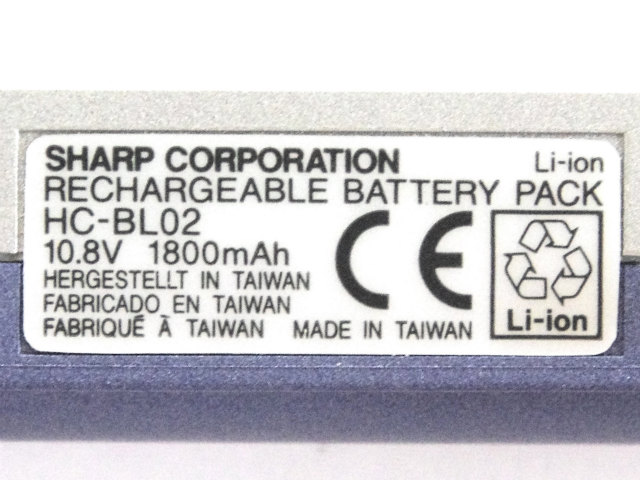 SHARP CORPORATION Li-ion
RECHARGEABLE BATTERY PACK
HC-BL02
10.8V 1800mAh
HERGESTELLT IN TAIWAN
FABRICADO EN TAIWAN
FABRIQUÉ À TAIWAN MADE IN TAIWAN
CE
Li-ion